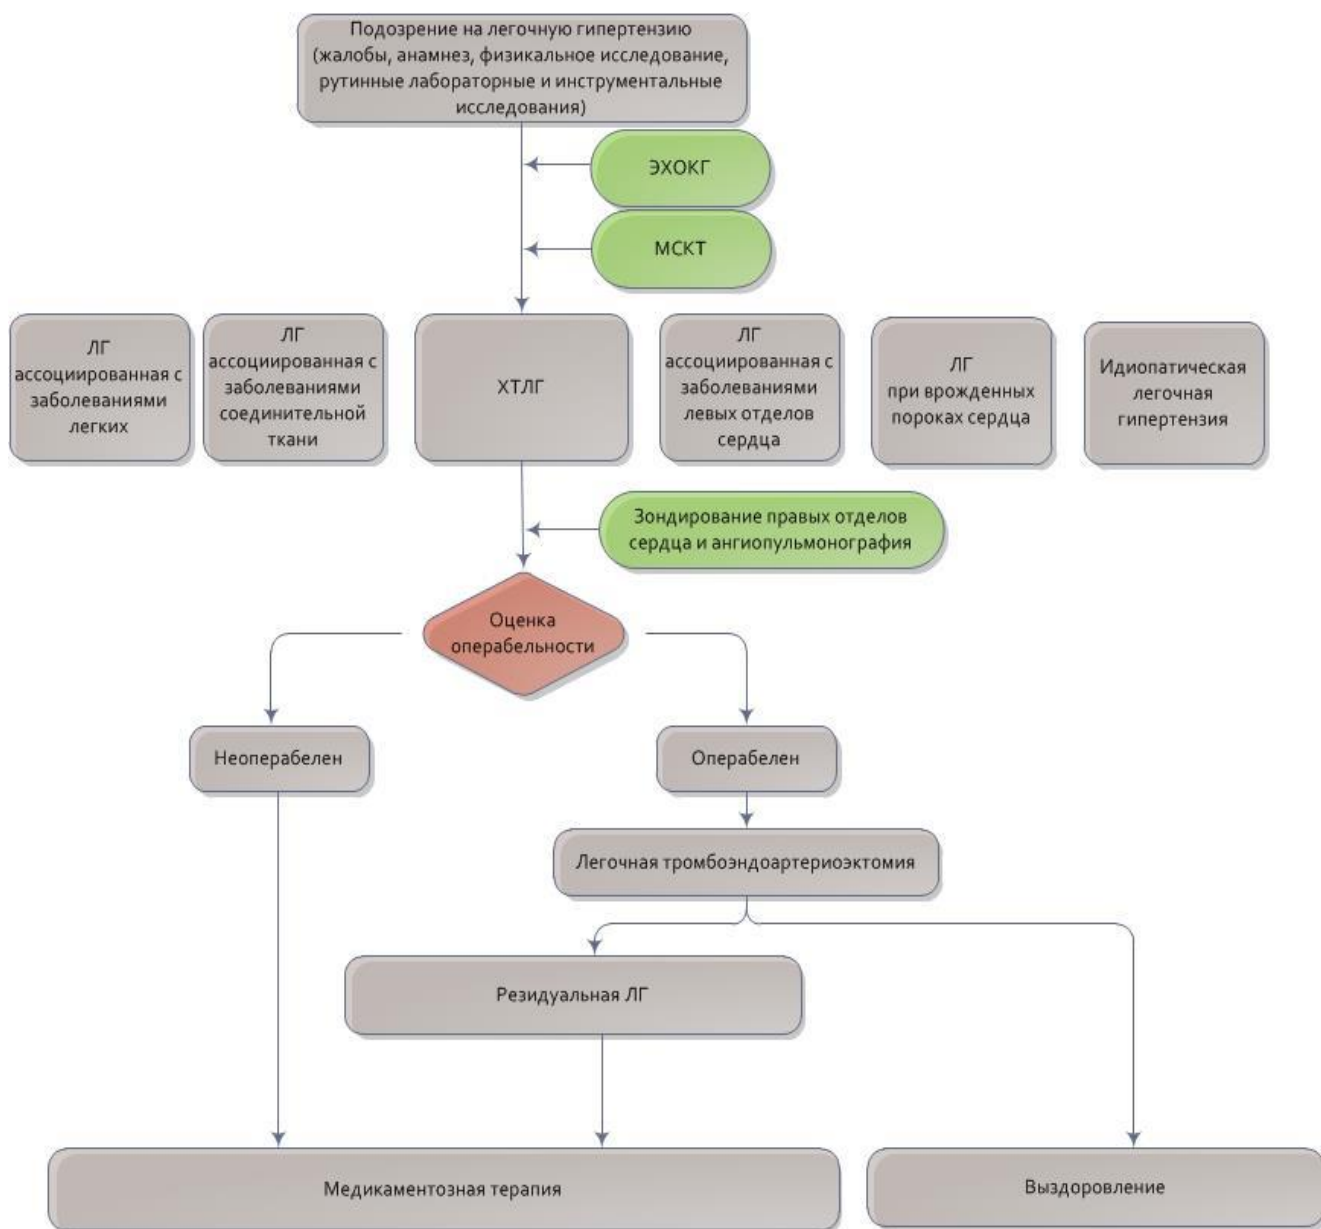 Подозрение на легочную гипертензию
(жалобы, анамнез, физикальное исследование,
рутинные лабораторные и инструментальные
исследования)
ЭХОКГ
МСКТ
ЛГ
ассоциированная с
заболеваниями
легких
ЛГ
ассоциированная с
заболеваниями
соединительной
ткани
ХТЛГ
ЛГ
ассоциированная с
заболеваниями
левых отделов
сердца
ЛГ
при врожденных
пороках сердца
Идиопатическая
легочная
гипертензия
Зондирование правых отделов
сердца и ангиопульмонография
Оценка
операбельности
Неоперабелен
Операбелен
Легочная тромбоэндоартериоэктомия
Резидуальная ЛГ
Медикаментозная терапия
Выздоровление